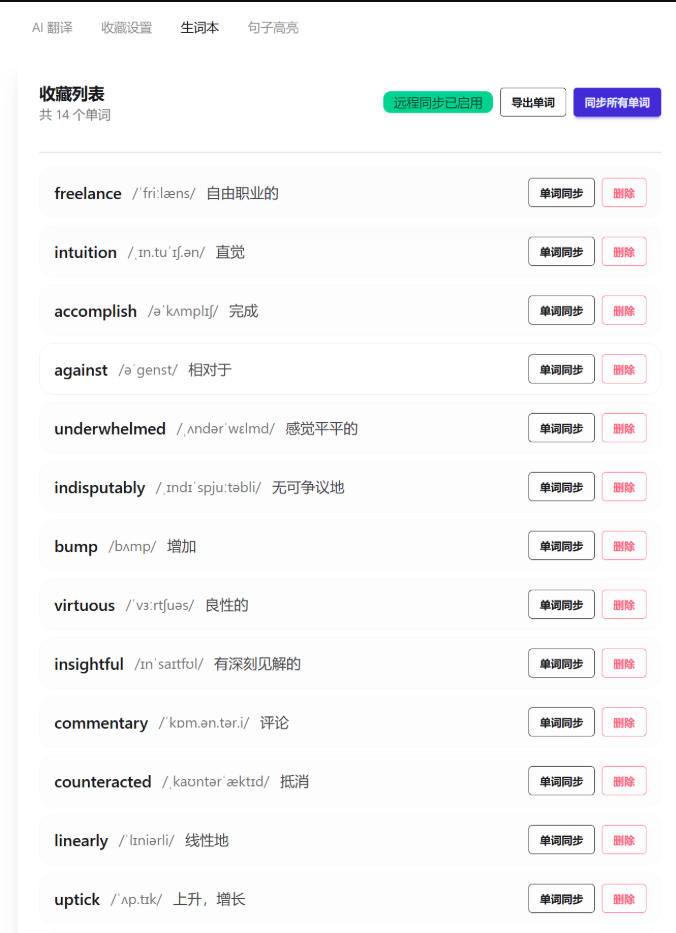 AI 翻译 收藏设置 生词本 句子高亮
收藏列表
共 14 个单词
远程同步已启用 导出单词 同步所有单词
freelance /ˈfriːlæns/ 自由职业的 单词同步 删除
intuition /ˌɪn.tuˈɪʃ.ən/ 直觉 单词同步 删除
accomplish /əˈkʌmplɪʃ/ 完成 单词同步 删除
against /əˈɡenst/ 相对于 单词同步 删除
underwhelmed /ˌʌndərˈwɛlmd/ 感觉平平的 单词同步 删除
indisputably /ˌɪndɪˈspjuːtəbli/ 无可争议地 单词同步 删除
bump /bʌmp/ 增加 单词同步 删除
virtuous /ˈvɜːrtʃuəs/ 良性的 单词同步 删除
insightful /ɪnˈsaɪtfʊl/ 有深刻见解的 单词同步 删除
commentary /ˈkɒm.ən.tər.i/ 评论 单词同步 删除
counteracted /ˌkaʊntərˈæktɪd/ 抵消 单词同步 删除
linearly /ˈlɪniərli/ 线性地 单词同步 删除
uptick /ˈʌp.tɪk/ 上升，增长 单词同步 删除